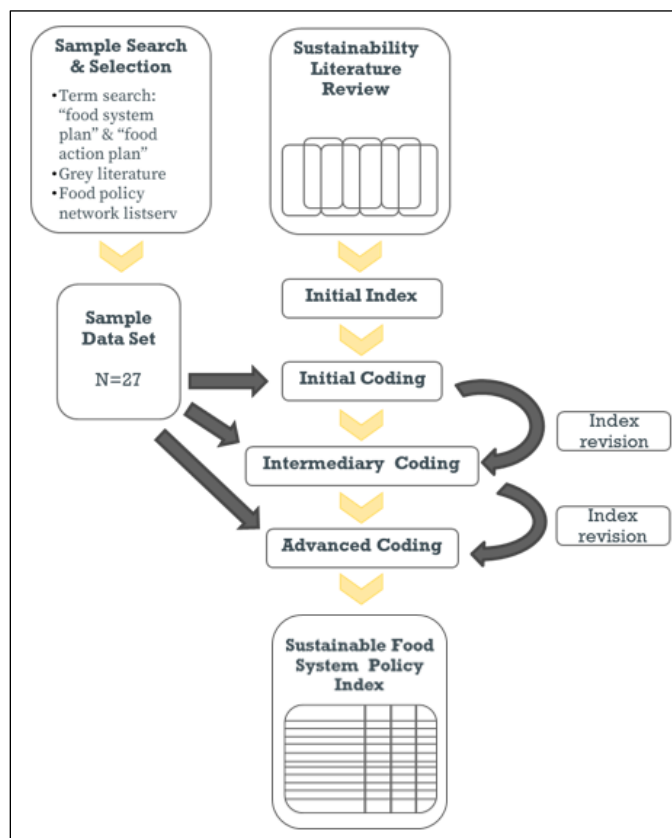 Sample Search
& Selection
•Term search:
“food system
plan” & “food
action plan”
•Grey literature
•Food policy
network listserv
Sustainability
Literature
Review
Initial Index
Sample
Data Set
N=27
Initial Coding
Index
revision
Intermediary Coding
Index
revision
Advanced Coding
Sustainable Food
System Policy
Index